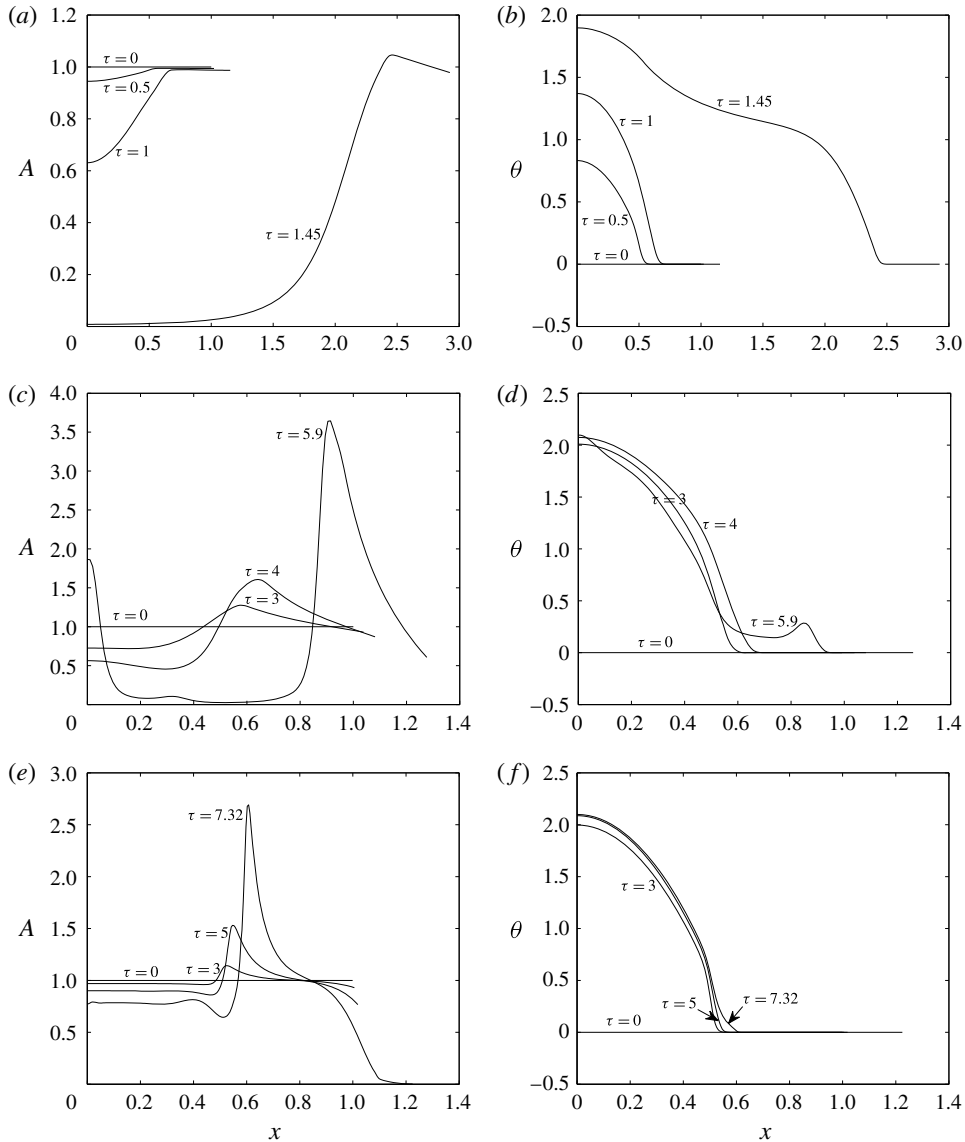 (a)
1.2
1.0
0.8
0.6
0.4
0.2
0
A
τ = 0
τ = 0.5
τ = 1
τ = 1.45
0.5 1.0 1.5 2.0 2.5 3.0
(b)
2.0
1.5
1.0
0.5
0
−0.5
θ
τ = 1.45
τ = 1
τ = 0.5
τ = 0
0 0.5 1.0 1.5 2.0 2.5 3.0
(c)
4.0
3.5
3.0
2.5
2.0
1.5
1.0
0.5
0
A
τ = 5.9
τ = 4
τ = 3
τ = 0
0.2 0.4 0.6 0.8 1.0 1.2 1.4
(d)
2.5
2.0
1.5
1.0
0.5
0
−0.5
θ
τ = 3
τ = 4
τ = 5.9
τ = 0
0 0.2 0.4 0.6 0.8 1.0 1.2 1.4
(e)
3.0
2.5
2.0
1.5
1.0
0.5
0
A
τ = 7.32
τ = 5
τ = 3
τ = 0
0.2 0.4 0.6 0.8 1.0 1.2 1.4
x
(f)
2.5
2.0
1.5
1.0
0.5
0
−0.5
θ
τ = 3
τ = 5
τ = 7.32
τ = 0
0 0.2 0.4 0.6 0.8 1.0 1.2 1.4
x